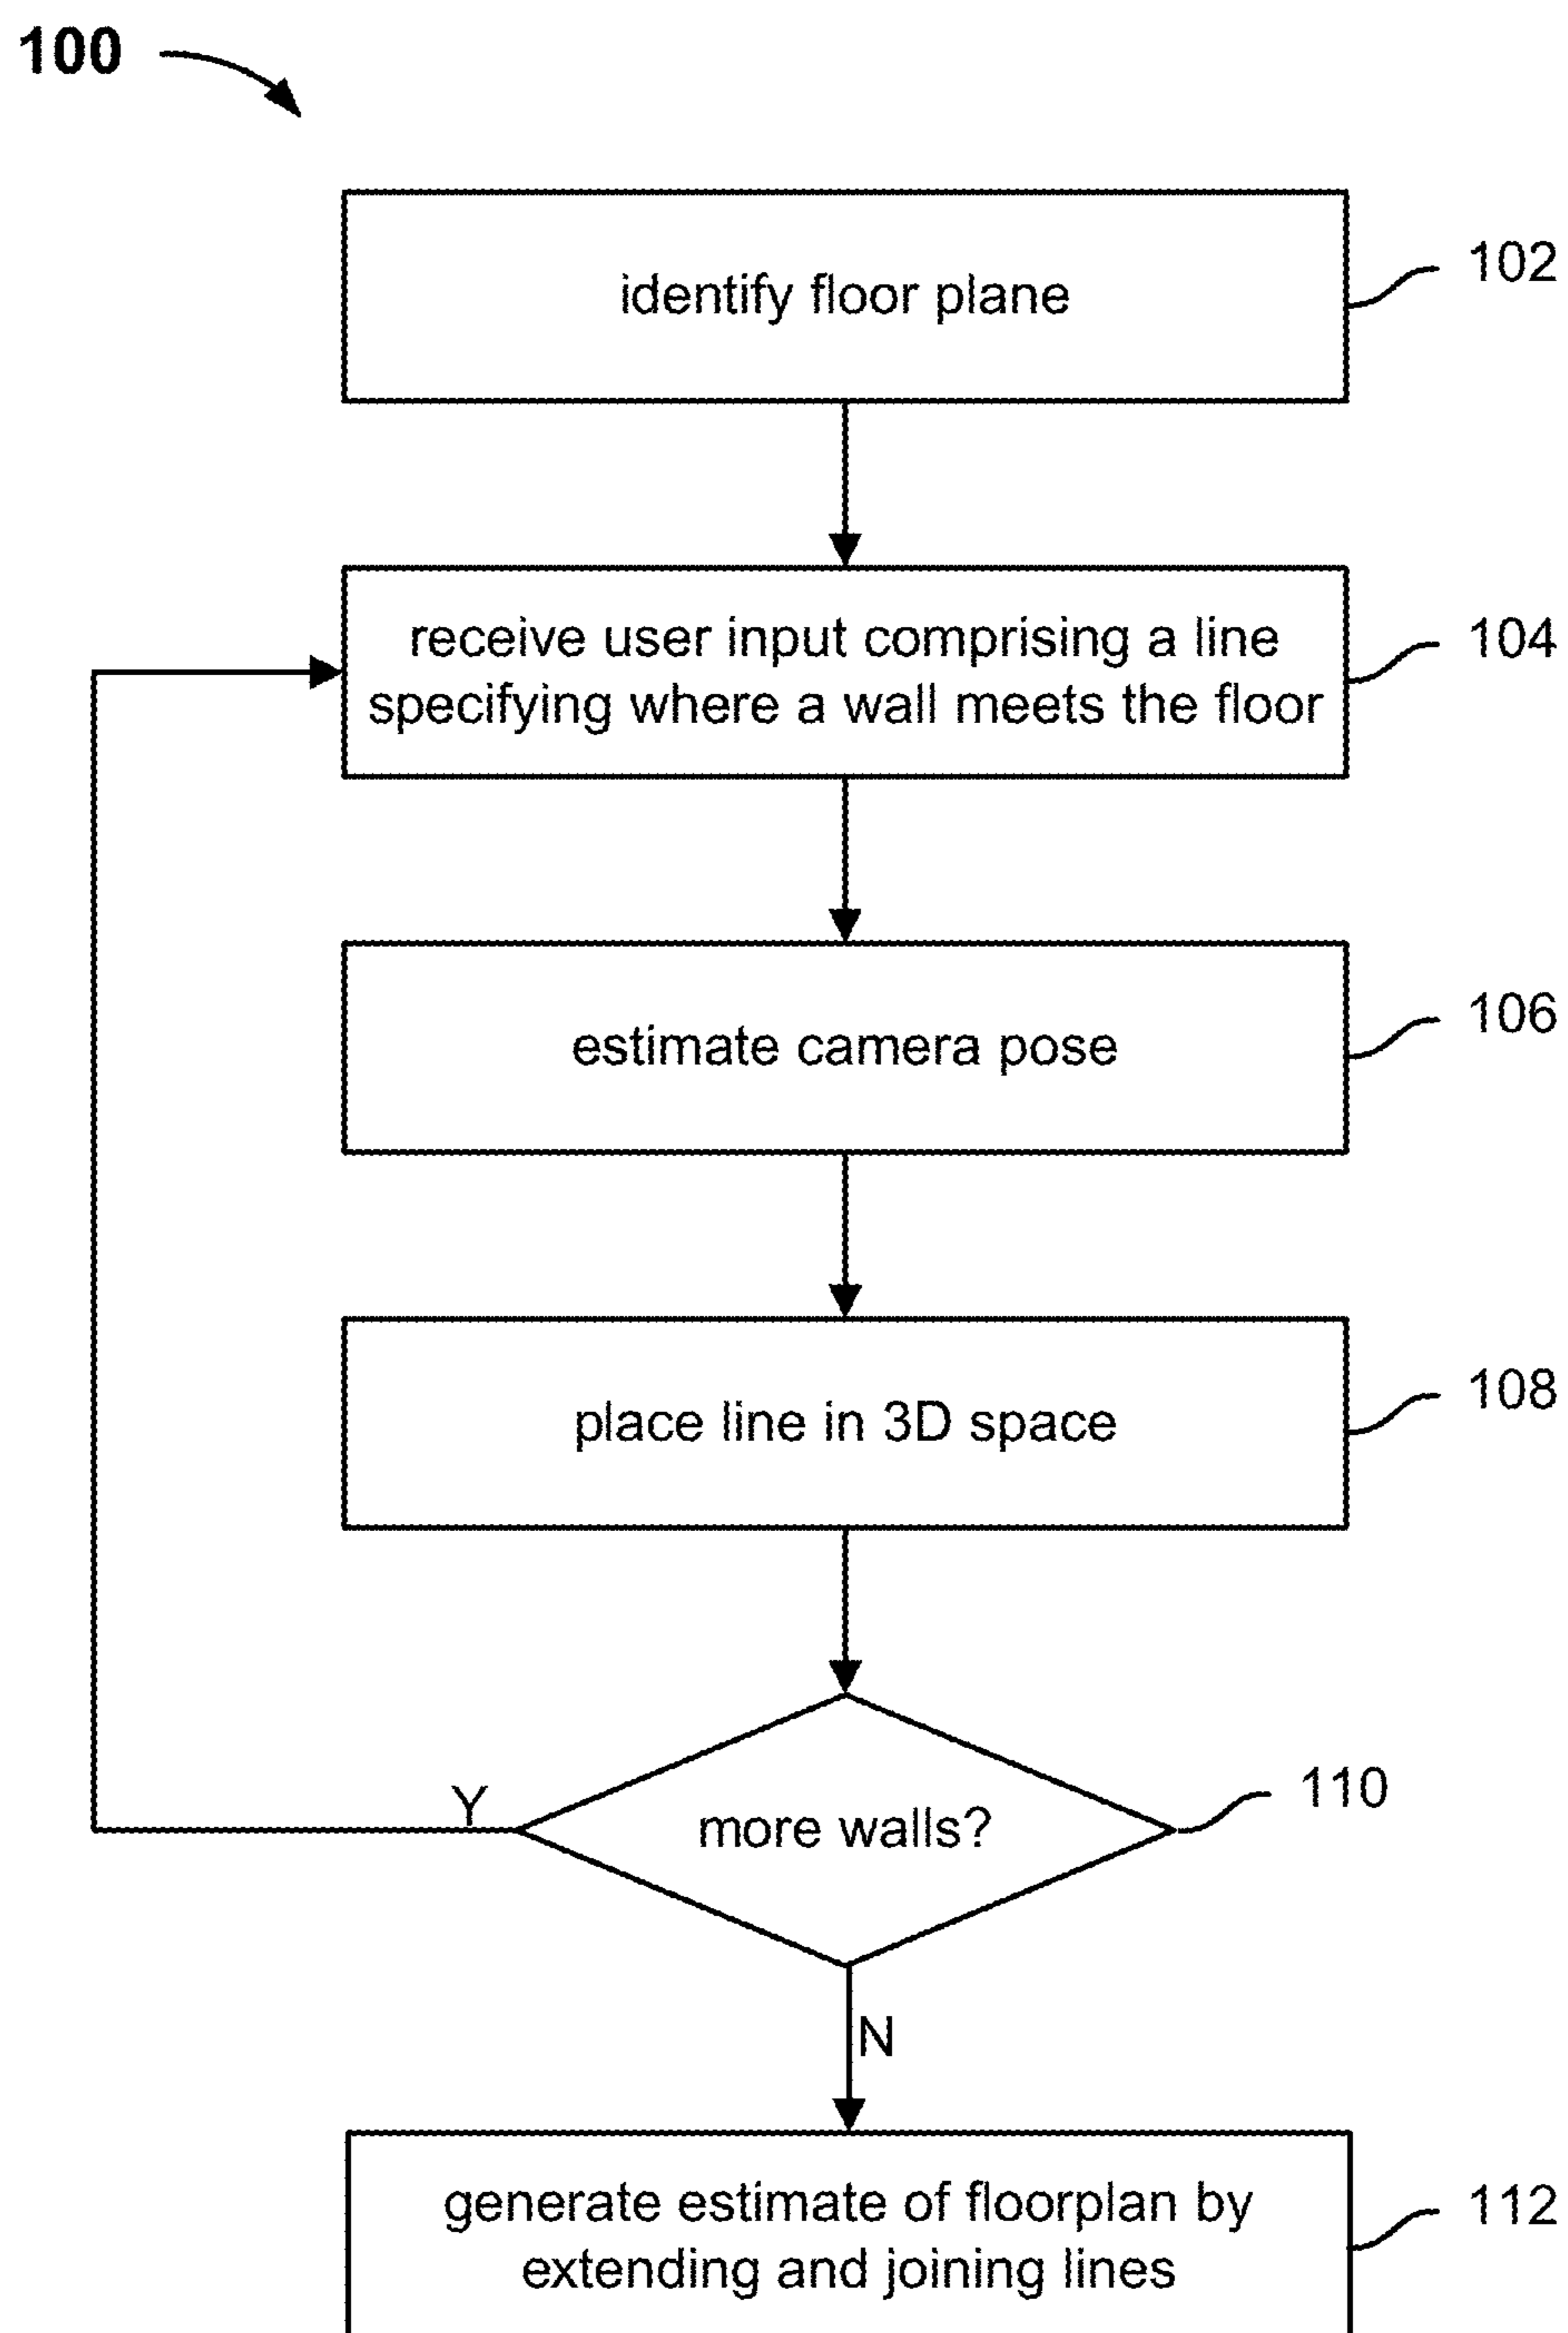 100
identify floor plane
102
receive user input comprising a line
specifying where a wall meets the floor
104
estimate camera pose
106
place line in 3D space
108
more walls?
110
Y
N
generate estimate of floorplan by
extending and joining lines
112